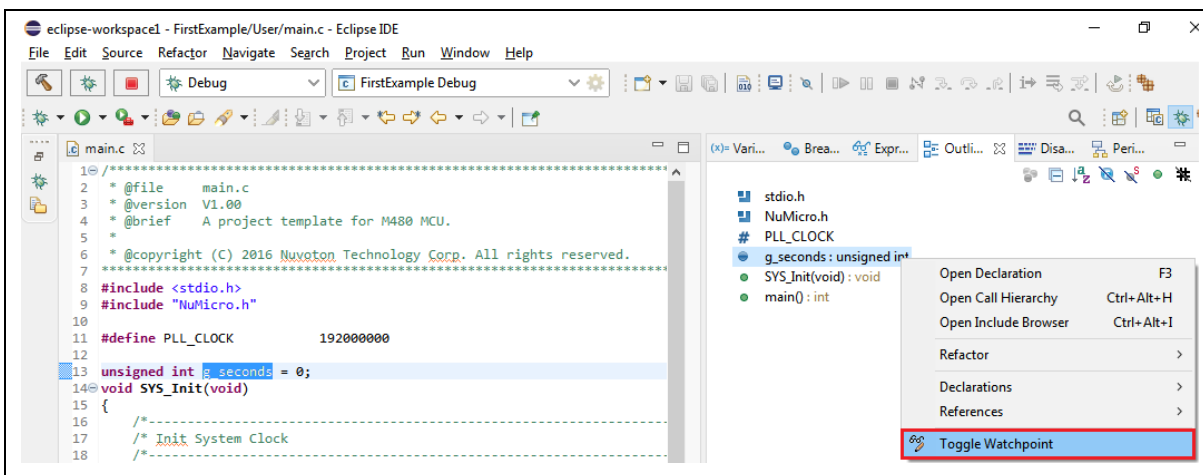 eclipse-workspace1 - FirstExample/User/main.c - Eclipse IDE
File Edit Source Refactor Navigate Search Project Run Window Help
Debug
FirstExample Debug
main.c
(x)= Vari... Brea... Expr... Outli... Disa... Peri...
1 /*******************************************************************
2 * @file main.c
3 * @version V1.00
4 * @brief A project template for M480 MCU.
5 *
6 * @copyright (C) 2016 Nuvoton Technology Corp. All rights reserved.
7 *******************************************************************
8 #include <stdio.h>
9 #include "NuMicro.h"
10
11 #define PLL_CLOCK 192000000
12
13 unsigned int g_seconds = 0;
14 void SYS_Init(void)
15 {
16 /*---------------------------------------------------------------
17 /* Init System Clock
18 /*---------------------------------------------------------------
stdio.h
NuMicro.h
# PLL_CLOCK
g_seconds : unsigned int
SYS_Init(void) : void
main() : int
Open Declaration F3
Open Call Hierarchy Ctrl+Alt+H
Open Include Browser Ctrl+Alt+I
Refactor >
Declarations >
References >
Toggle Watchpoint